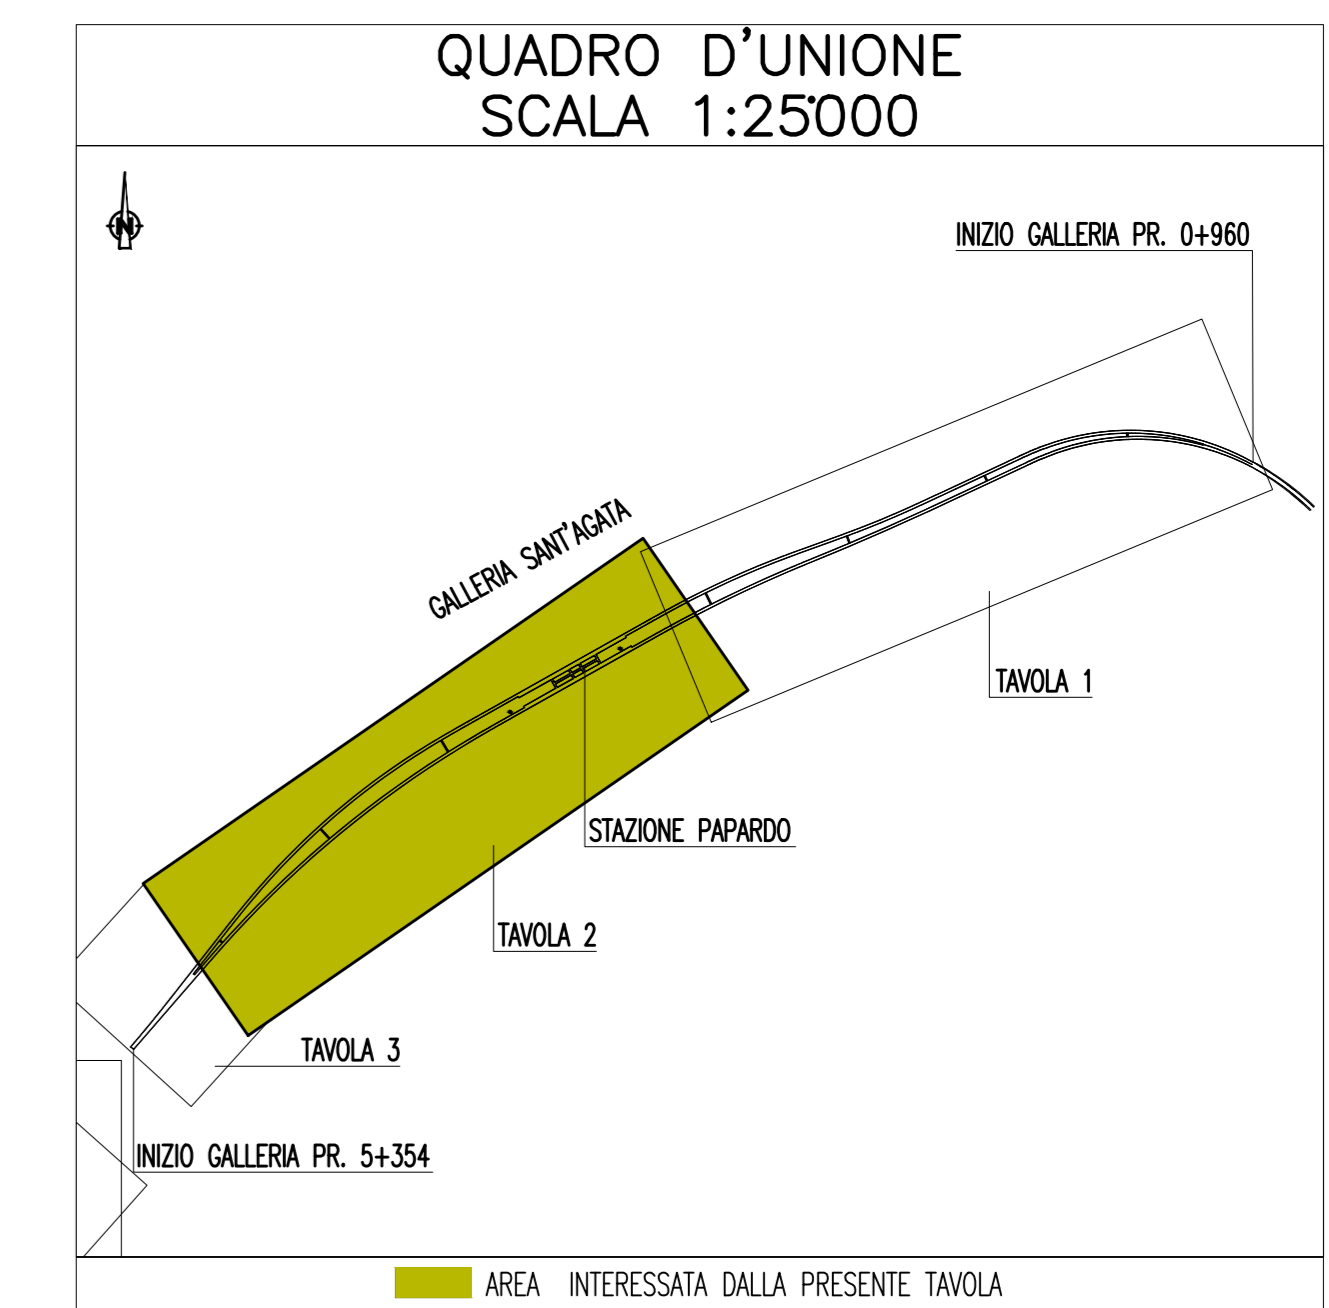 QUADRO D'UNIONE
SCALA 1:25'000
N
INIZIO GALLERIA PR. 0+960
GALLERIA SANT'AGATA
TAVOLA 1
STAZIONE PAPARDO
TAVOLA 2
TAVOLA 3
INIZIO GALLERIA PR. 5+354
AREA INTERESSATA DALLA PRESENTE TAVOLA